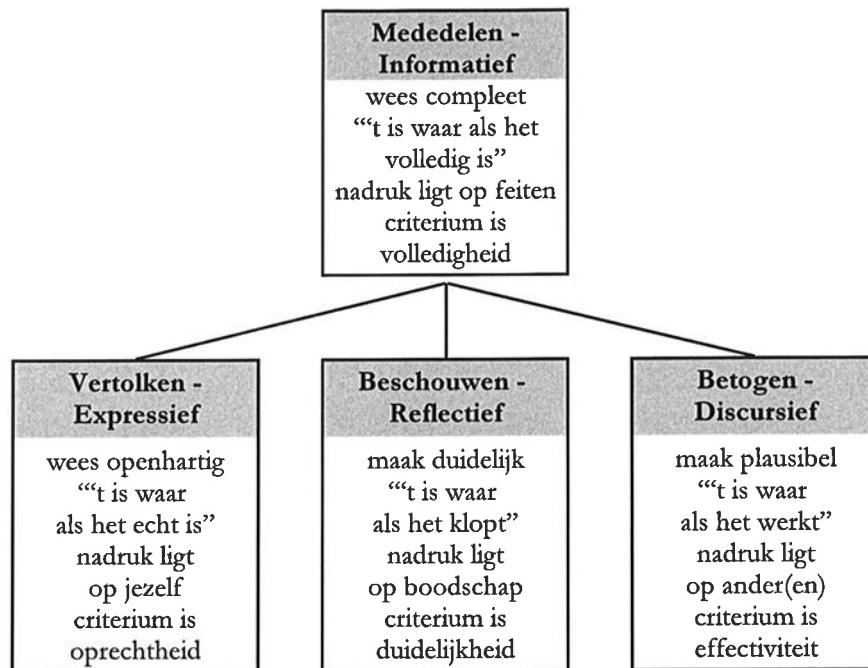 Mededelen -
Informatief
wees compleet
“‘t is waar als het
volledig is”
nadruk ligt op feiten
criterium is
volledigheid
Vertolken -
Expressief
wees openhartig
“‘t is waar
als het echt is”
nadruk ligt
op jezelf
criterium is
oprechtheid
Beschouwen -
Reflectief
maak duidelijk
“‘t is waar
als het klopt”
nadruk ligt
op boodschap
criterium is
duidelijkheid
Betogen -
Discursief
maak plausibel
“‘t is waar
als het werkt”
nadruk ligt
op ander(en)
criterium is
effectiviteit